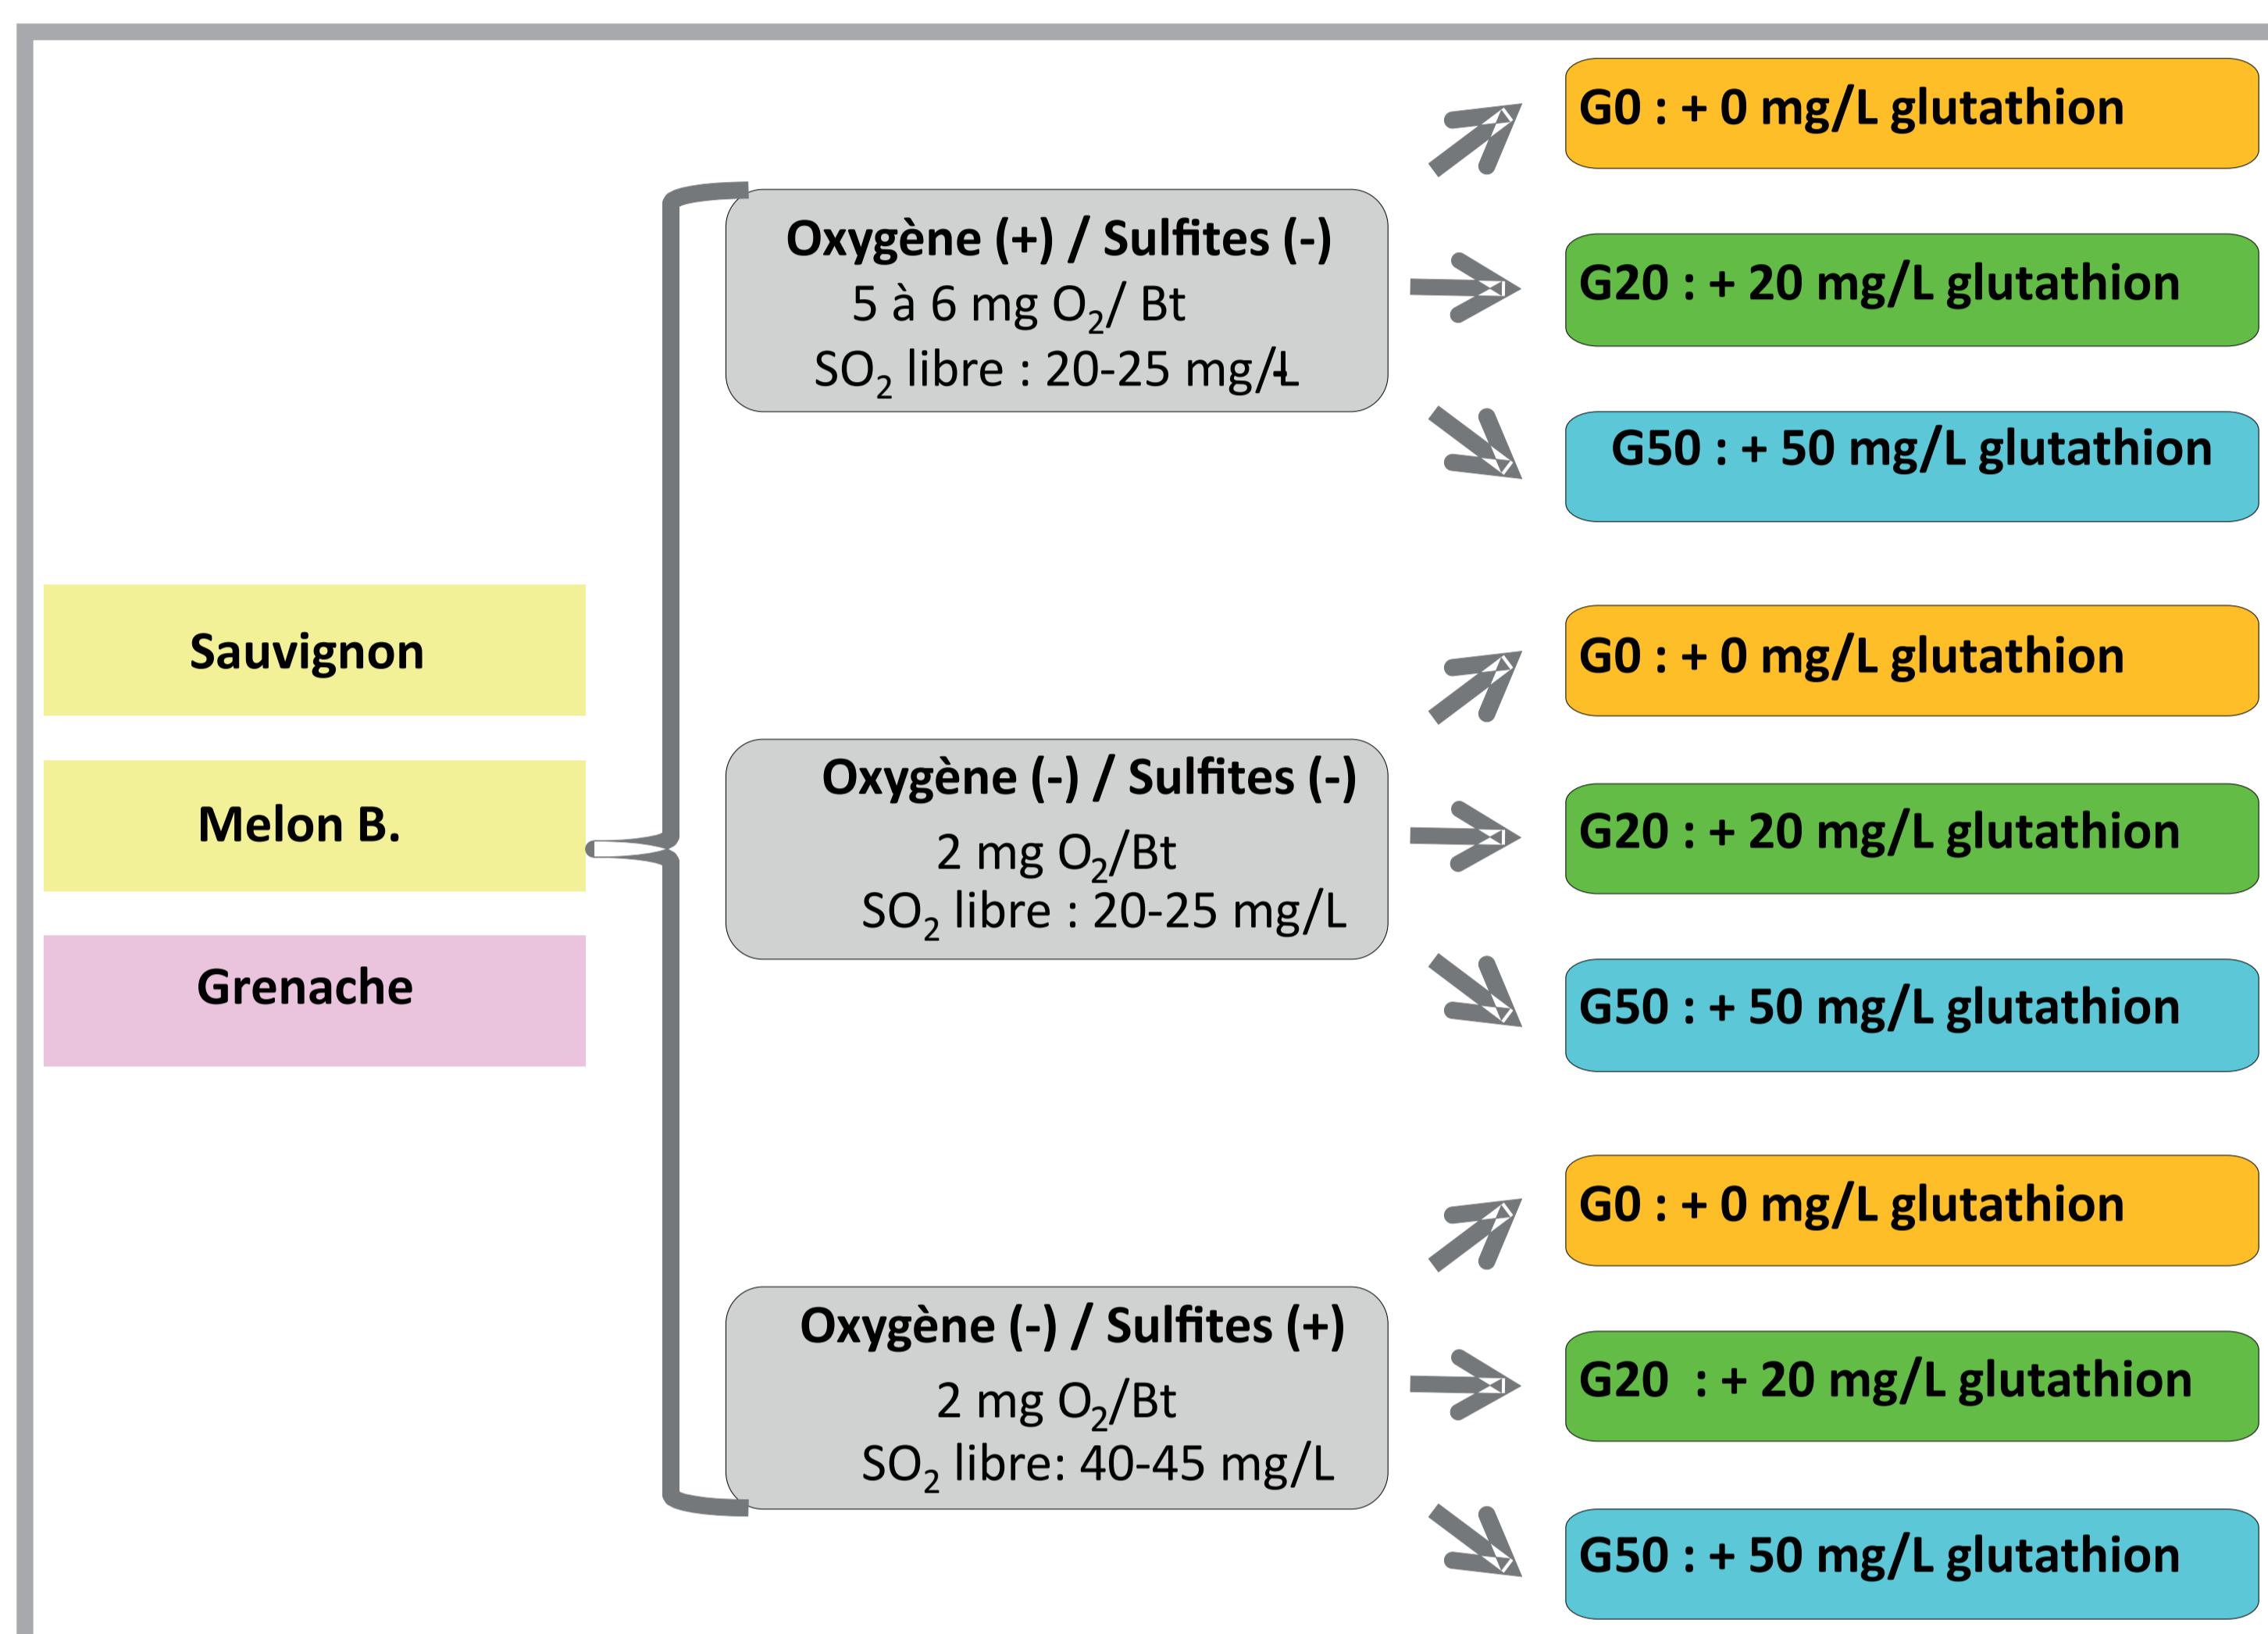 Sauvignon
Melon B.
Grenache
Oxygène (+) / Sulfites (-)
5 à 6 mg O₂/ Bt
SO₂ libre : 20-25 mg/L
G0 : + 0 mg/L glutathion
G20 : + 20 mg/L glutathion
G50 : + 50 mg/L glutathion
Oxygène (-) / Sulfites (-)
2 mg O₂/Bt
SO₂ libre : 20-25 mg/L
G0 : + 0 mg/L glutathion
G20 : + 20 mg/L glutathion
G50 : + 50 mg/L glutathion
Oxygène (-) / Sulfites (+)
2 mg O₂/Bt
SO₂ libre: 40-45 mg/L
G0 : + 0 mg/L glutathion
G20 : + 20 mg/L glutathion
G50 : + 50 mg/L glutathion